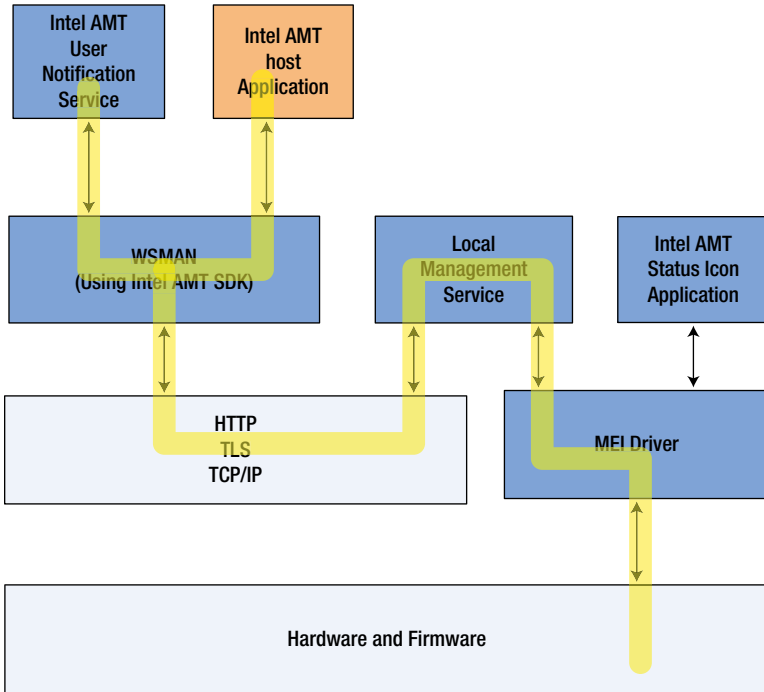 Intel AMT
User
Notification
Service
Intel AMT
host
Application
WSMAN
(Using Intel AMT SDK)
Local
Management
Service
Intel AMT
Status Icon
Application
HTTP
TLS
TCP/IP
MEI Driver
Hardware and Firmware